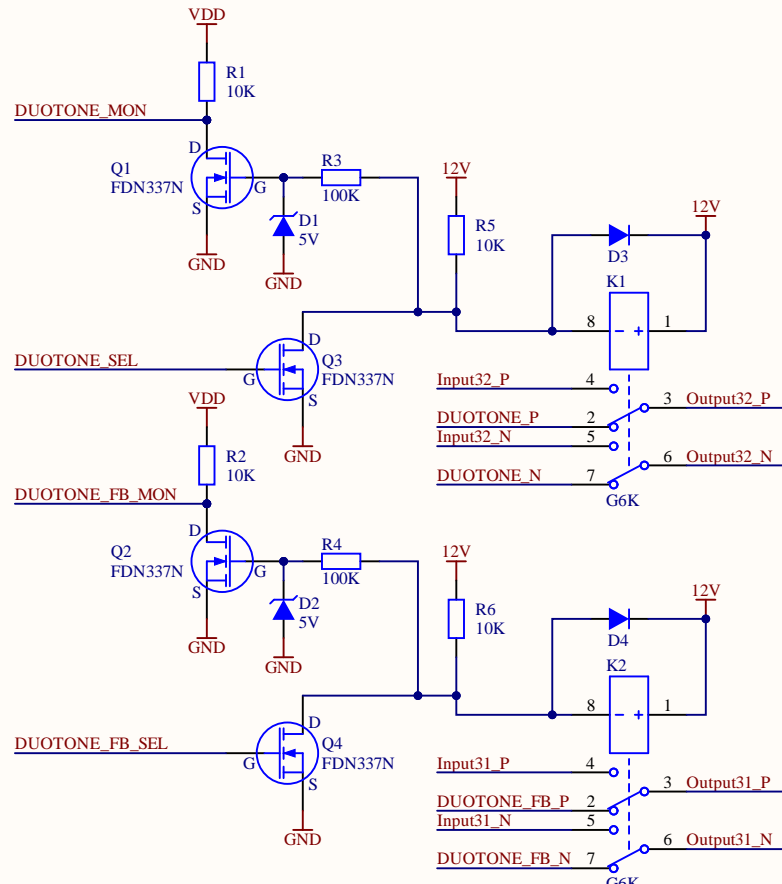 VDD
R1
10K
DUOTONE_MON
D
Q1
FDN337N
G
S
GND
R3
100K
D1
5V
GND
12V
R5
10K
12V
D3
K1
8 - + 1
DUOTONE_SEL
D
Q3
FDN337N
G
S
GND
Input32_P 4
3 Output32_P
DUOTONE_P 2
Input32_N 5
6 Output32_N
DUOTONE_N 7
G6K
VDD
R2
10K
DUOTONE_FB_MON
D
Q2
FDN337N
G
S
GND
R4
100K
D2
5V
GND
12V
R6
10K
12V
D4
K2
8 - + 1
DUOTONE_FB_SEL
D
Q4
FDN337N
G
S
GND
Input31_P 4
3 Output31_P
DUOTONE_FB_P 2
Input31_N 5
6 Output31_N
DUOTONE_FB_N 7
G6K